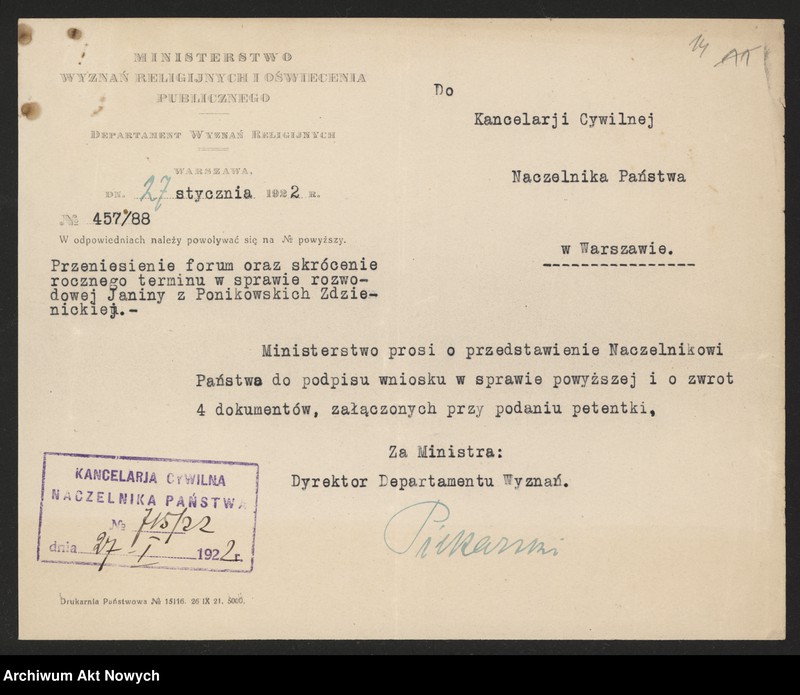 14
MINISTERSTWO
WYZNAŃ RELIGIJNYCH I OŚWIECENIA
PUBLICZNEGO
DEPARTAMENT WYZNAŃ RELIGIJNYCH
WARSZAWA.
DN. 27 stycznia 1922 R.
№ 457/88
W odpowiedniach należy powoływać się na № powyższy.
Przeniesienie forum oraz skrócenie
rocznego terminu w sprawie rozwo-
dowej Janiny z Ponikowskich Zdzie-
nickiej.-
Do
Kancelarji Cywilnej
Naczelnika Państwa
w Warszawie.
Ministerstwo prosi o przedstawienie Naczelnikowi
Państwa do podpisu wniosku w sprawie powyższej i o zwrot
4 dokumentów, załączonych przy podaniu petentki,
Za Ministra:
Dyrektor Departamentu Wyznań.
Piekarski
KANCELARJA CYWILNA
NACZELNIKA PAŃSTWA
№ 715/22
dnia 27-I 1922 r.
Drukarnia Państwowa № 15116. 26 IX 21. 5000.
Archiwum Akt Nowych